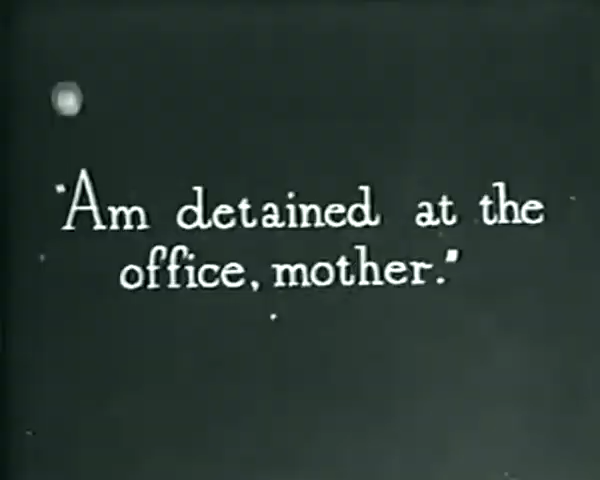 "Am detained at the
office, mother."